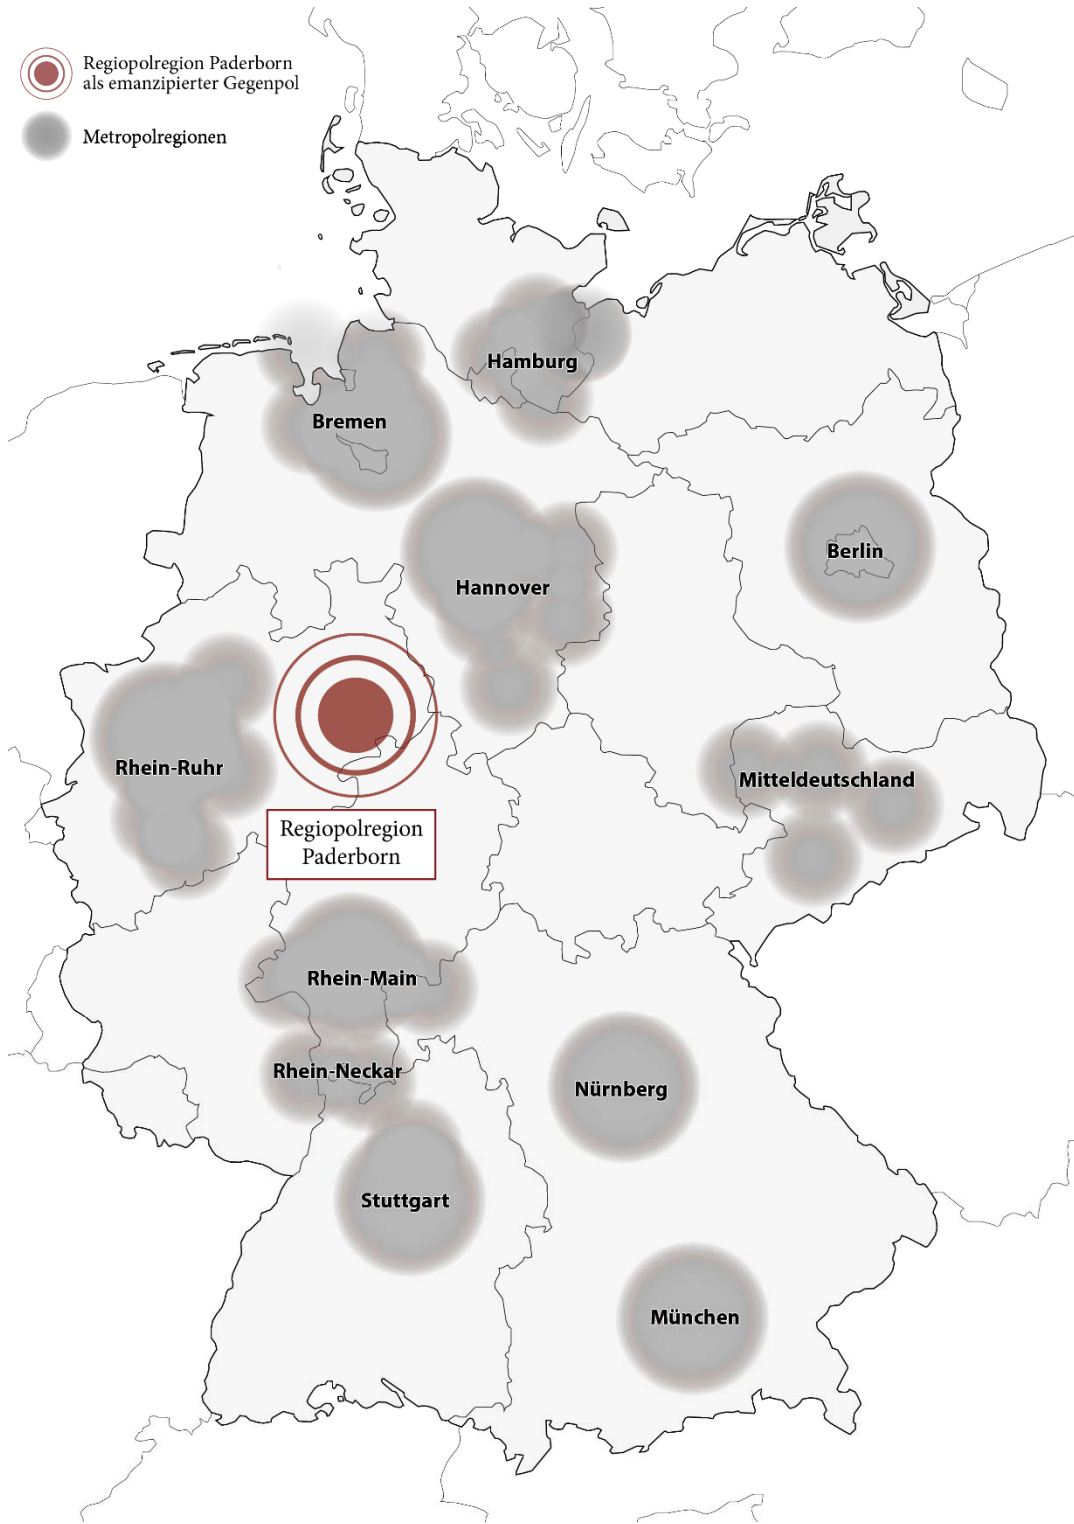 Regiopolregion Paderborn
als emanzipierter Gegenpol
Metropolregionen
Hamburg
Bremen
Berlin
Hannover
Rhein-Ruhr
Mitteldeutschland
Regiopolregion
Paderborn
Rhein-Main
Rhein-Neckar
Nürnberg
Stuttgart
München